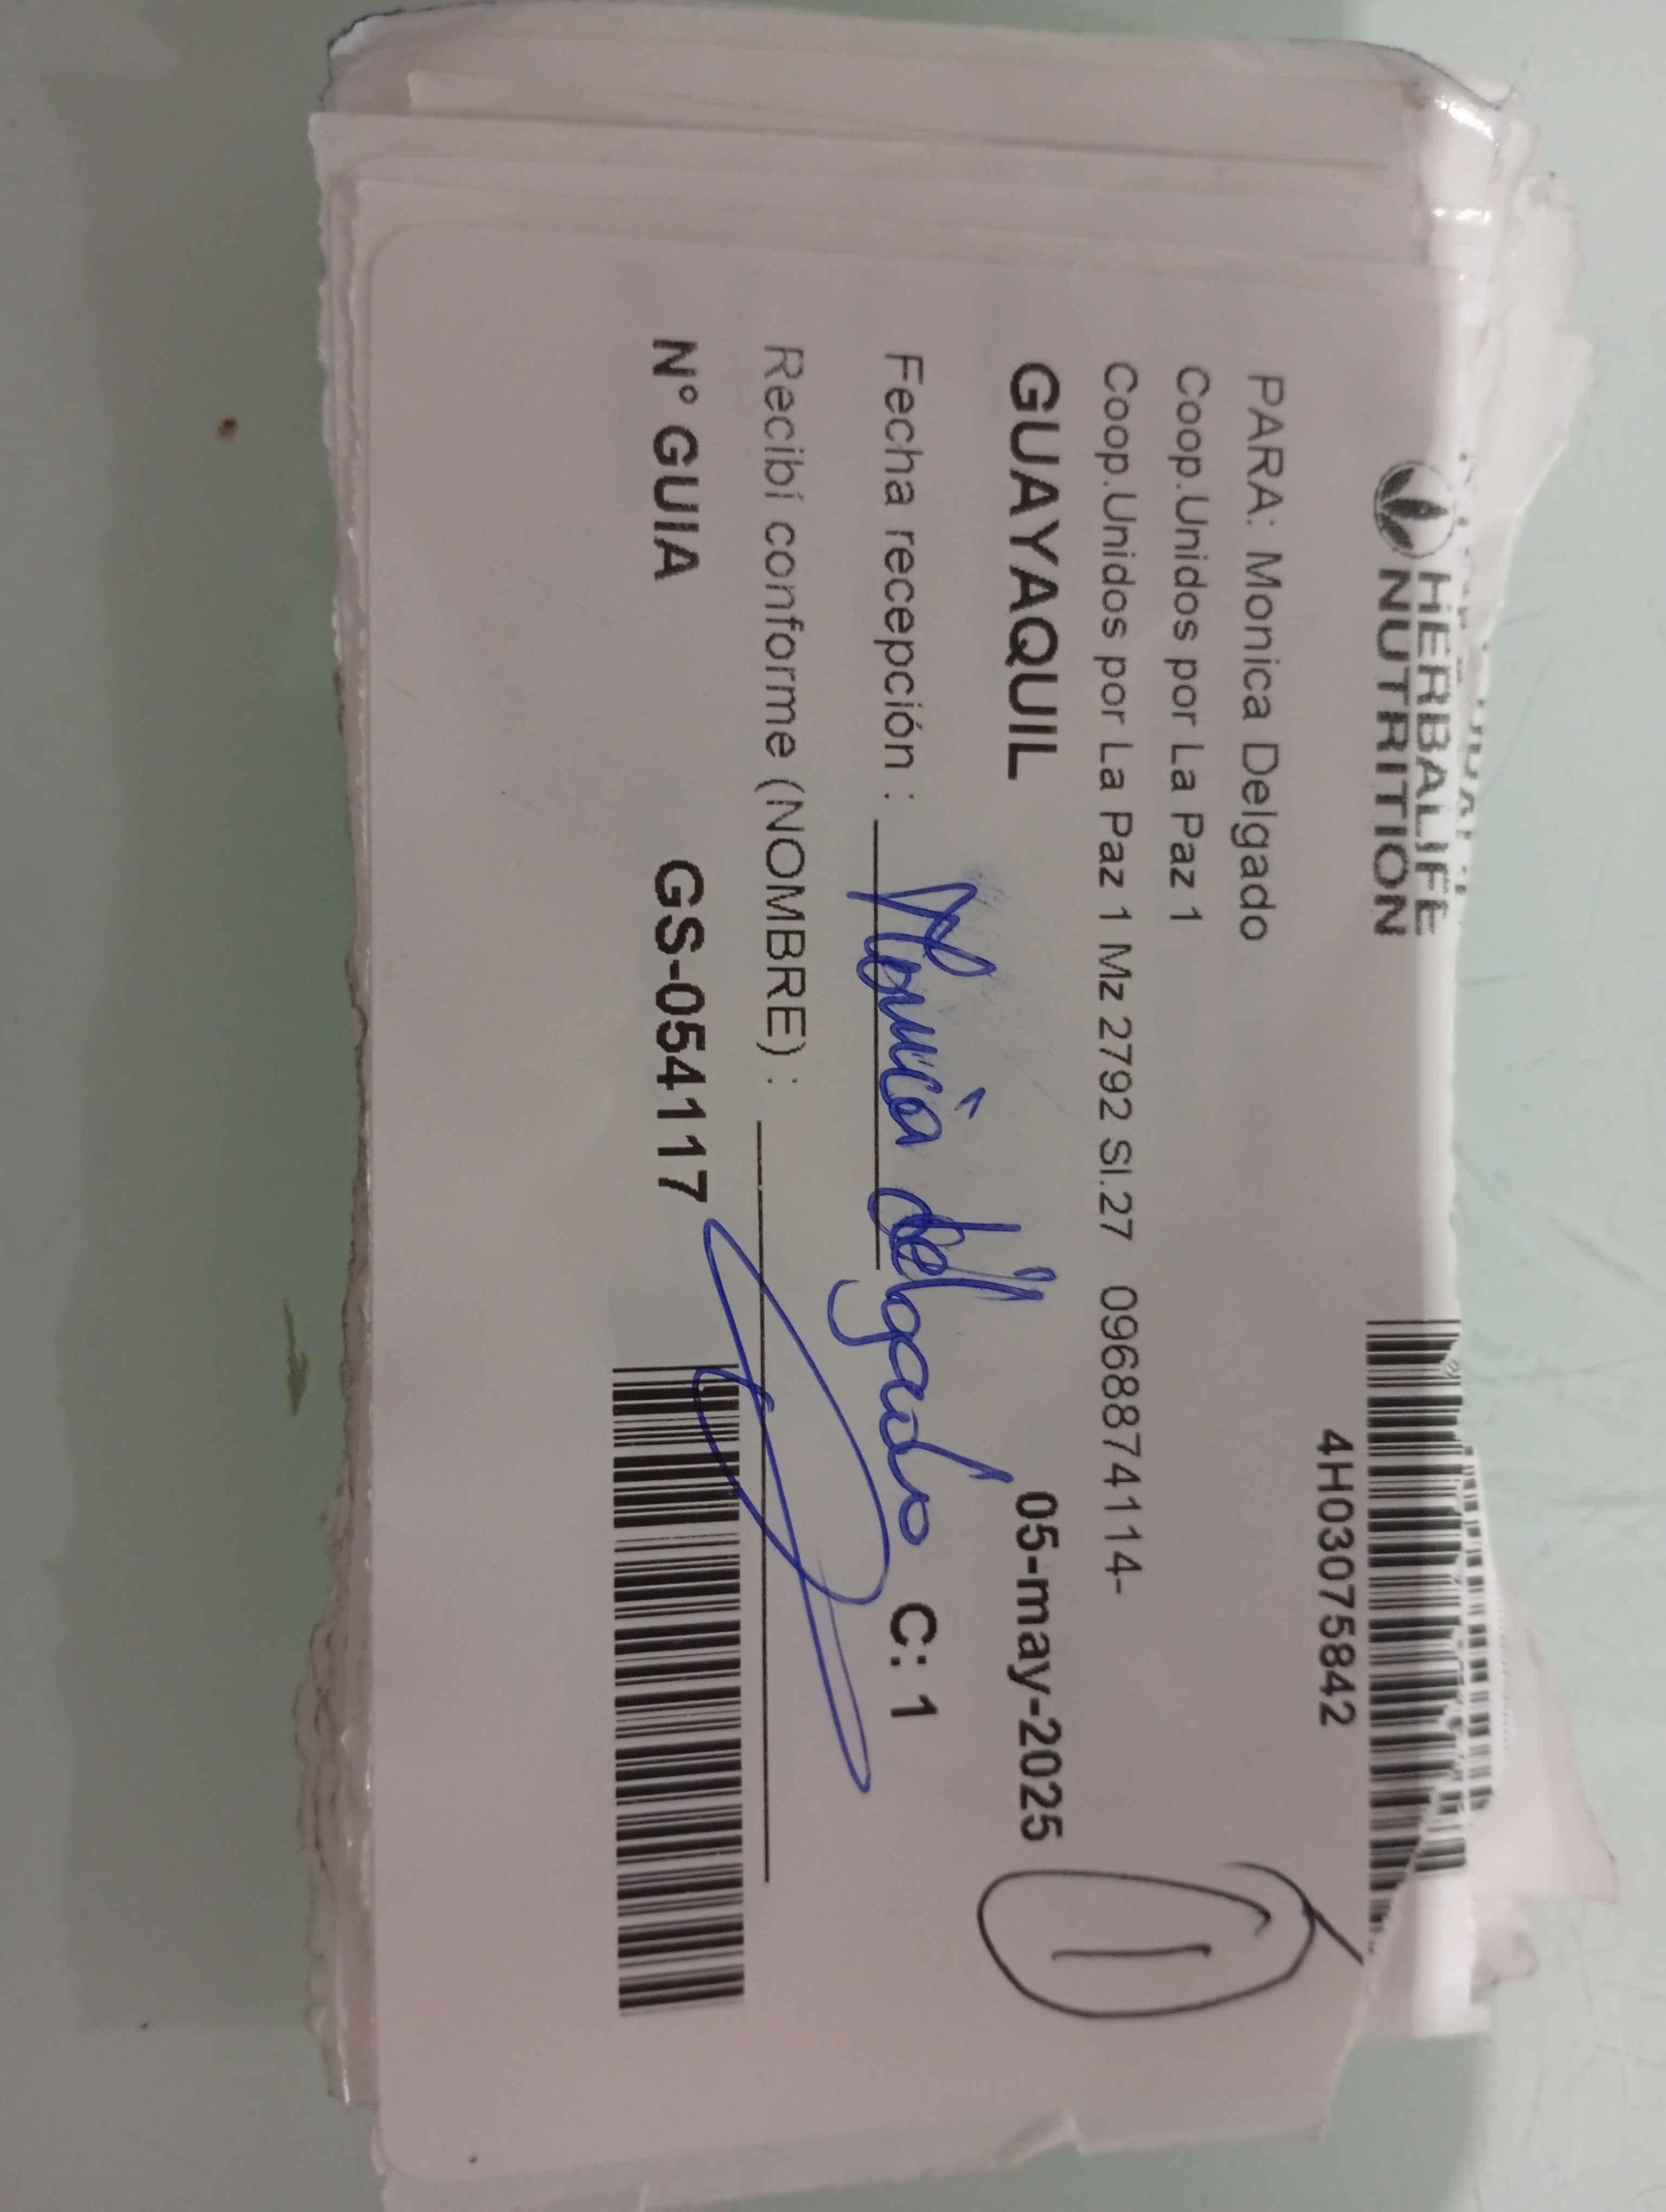 HERBALIFE
NUTRITION
4H03075842
PARA: Monica Delgado
Coop.Unidos por La Paz 1
Coop.Unidos por La Paz 1 Mz 2792 Sl.27 0968874114-
GUAYAQUIL 05-may-2025
1
Fecha recepción : Monica delgado C: 1
Recibí conforme (NOMBRE) :
N° GUIA GS-054117